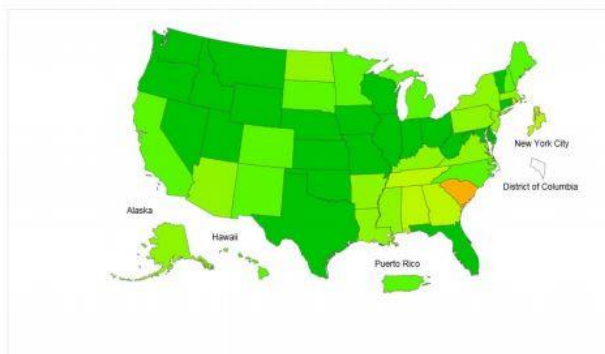 New York City
District of Columbia
Alaska
Hawaii
Puerto Rico